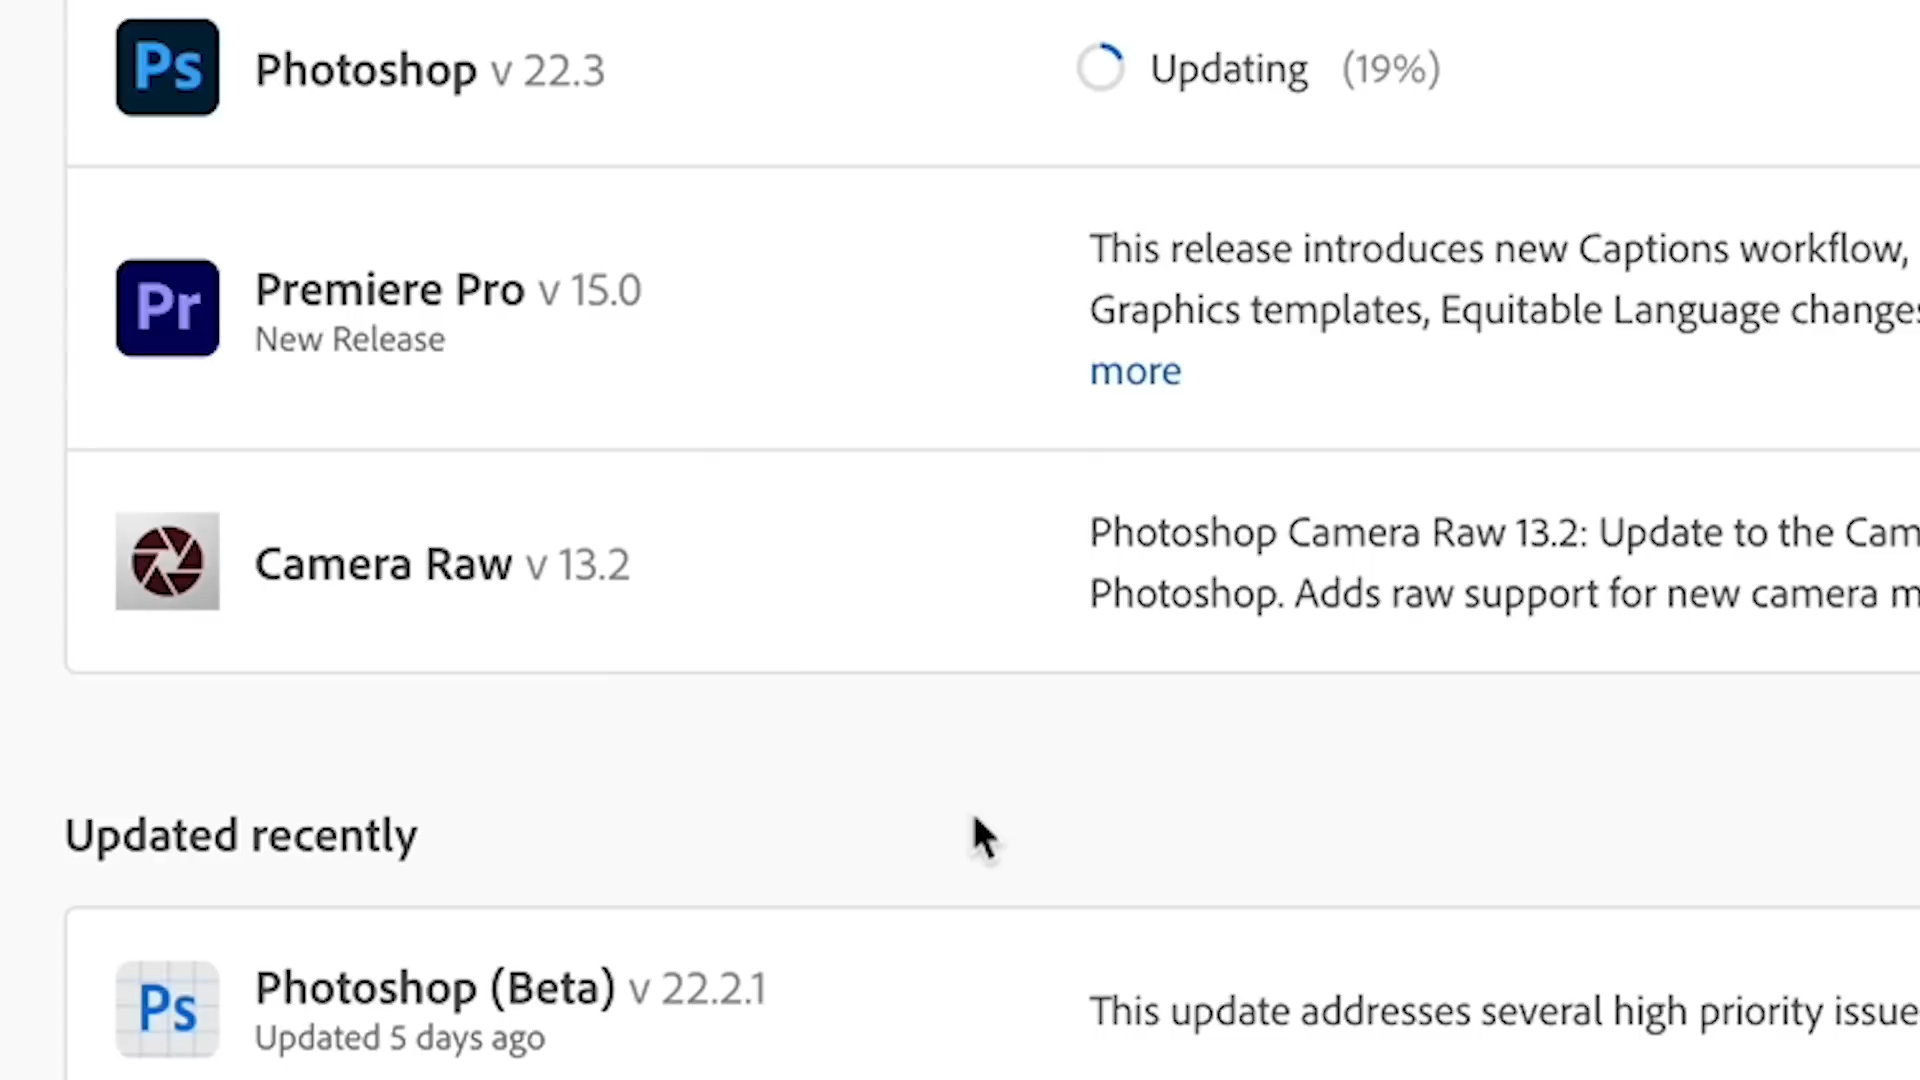 Ps Photoshop v 22.3 Updating (19%)
Pr Premiere Pro v 15.0
New Release
This release introduces new Captions workflow,
Graphics templates, Equitable Language changes
more
Camera Raw v 13.2
Photoshop Camera Raw 13.2: Update to the Cam
Photoshop. Adds raw support for new camera m
Updated recently
Ps Photoshop (Beta) v 22.2.1
Updated 5 days ago
This update addresses several high priority issue